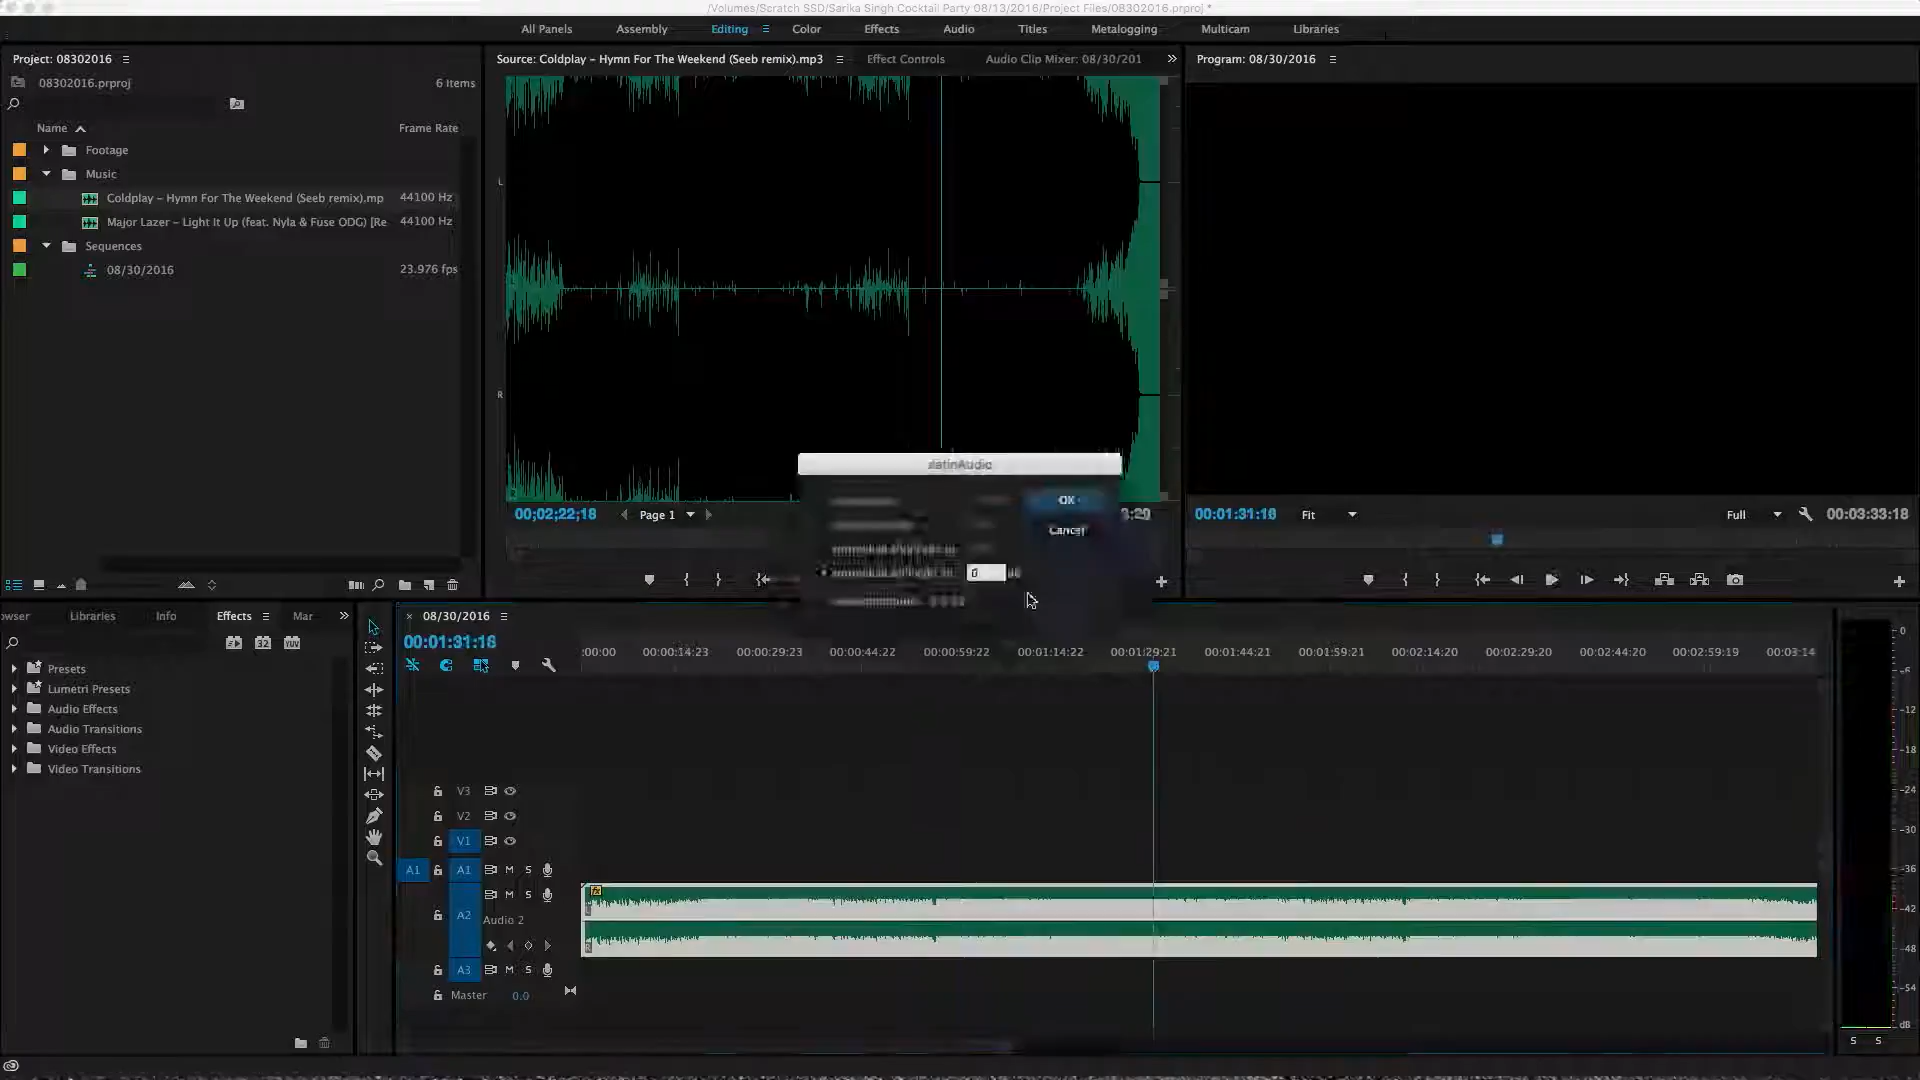 /Volumes/Scratch SSD/Sarika Singh Cocktail Party 08/13/2016/Project Files/08302016.prproj *
All Panels Assembly Editing Color Effects Audio Titles Metalogging Multicam Libraries
Project: 08302016
08302016.prproj 6 Items
Name Frame Rate
Footage
Music
Coldplay – Hymn For The Weekend (Seeb remix).mp 44100 Hz
Major Lazer – Light It Up (feat. Nyla & Fuse ODG) [Re 44100 Hz
Sequences
08/30/2016 23.976 fps
Source: Coldplay – Hymn For The Weekend (Seeb remix).mp3 Effect Controls Audio Clip Mixer: 08/30/201
L
R
00;02;22;18 Page 1 3;20
OK
Cancel
Program: 08/30/2016
00:01:31:18 Fit Full 00:03:33:18
owser Libraries Info Effects Mar
32 YUV
Presets
Lumetri Presets
Audio Effects
Audio Transitions
Video Effects
Video Transitions
× 08/30/2016
00:01:31:18
:00:00 00:00:14:23 00:00:29:23 00:00:44:22 00:00:59:22 00:01:14:22 00:01:29:21 00:01:44:21 00:01:59:21 00:02:14:20 00:02:29:20 00:02:44:20 00:02:59:19 00:03:14
V3
V2
V1
A1 A1 M S
fx
M S
A2 Audio 2
A3 M S
Master 0.0
0
-6
-12
-18
-24
-30
-36
-42
-48
-54
dB
S S